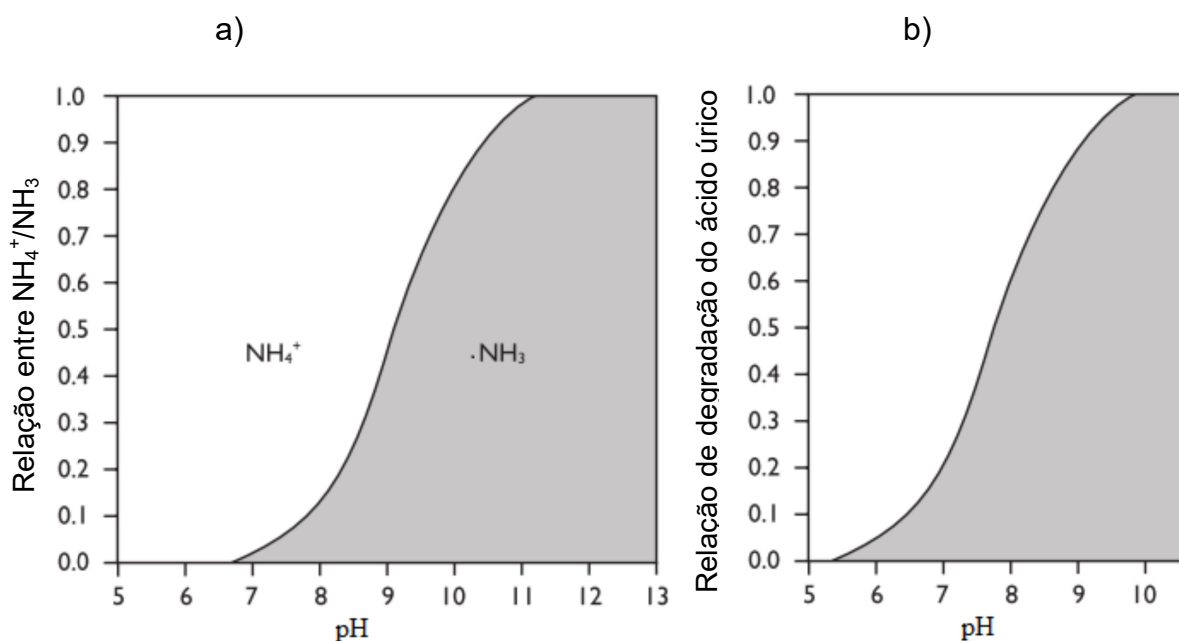 a)
Relação entre NH₄⁺/NH₃
1.0
0.9
0.8
0.7
0.6
0.5
0.4
0.3
0.2
0.1
0.0
NH₄⁺
.NH₃
5 6 7 8 9 10 11 12 13
pH
b)
Relação de degradação do ácido úrico
1.0
0.9
0.8
0.7
0.6
0.5
0.4
0.3
0.2
0.1
0.0
5 6 7 8 9 10
pH